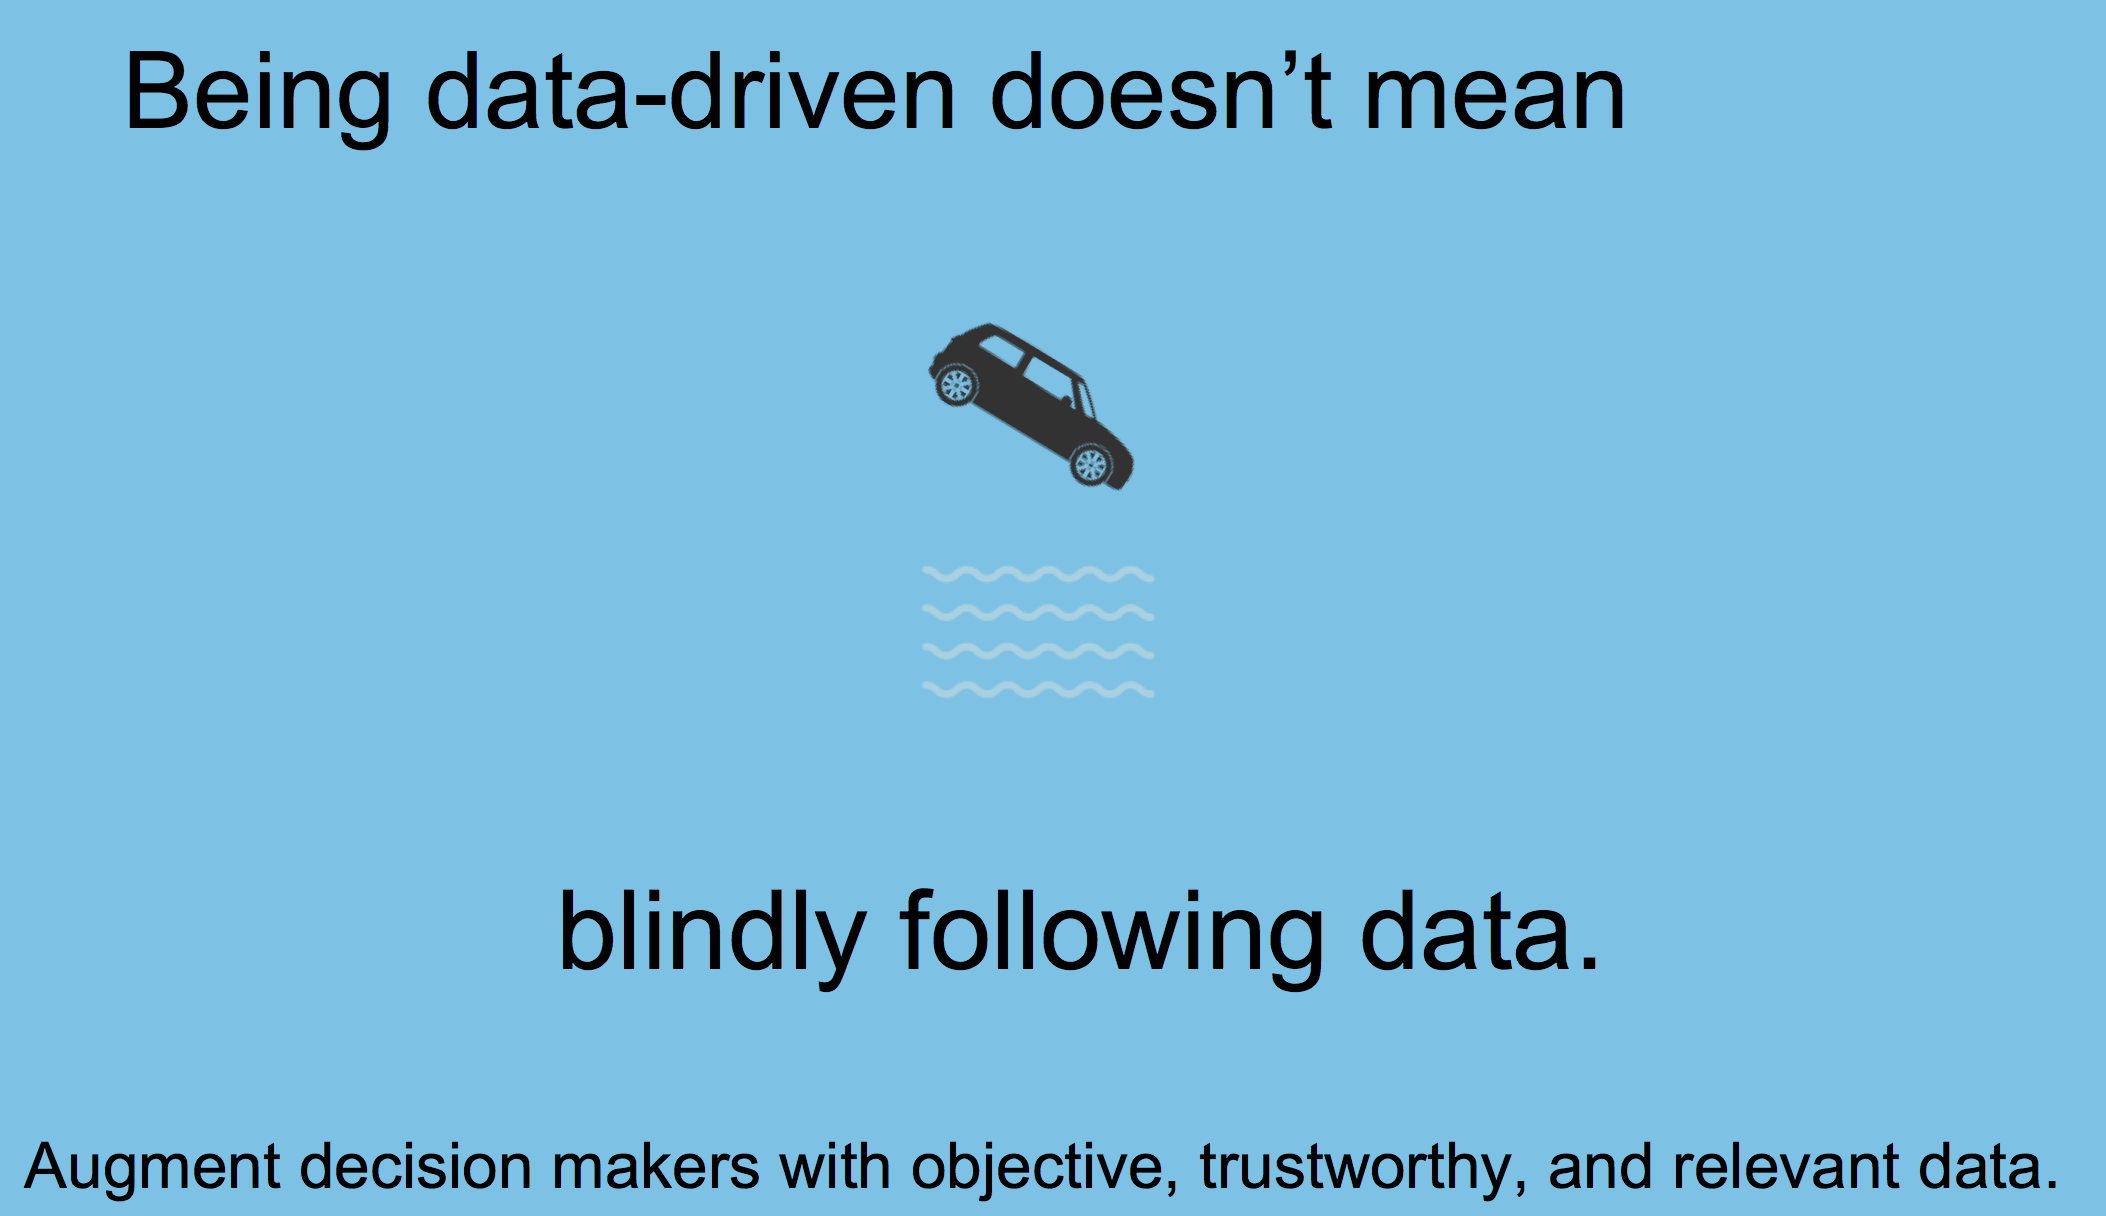 Being data-driven doesn’t mean
blindly following data.
Augment decision makers with objective, trustworthy, and relevant data.